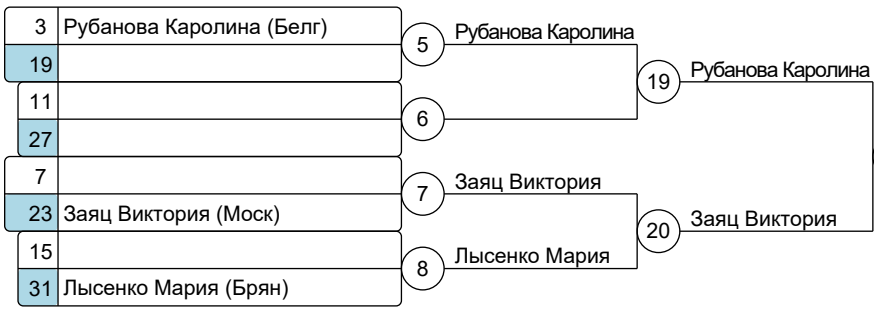 3 Рубанова Каролина (Белг)
19
11
27
7
23 Заяц Виктория (Моск)
15
31 Лысенко Мария (Брян)
5 Рубанова Каролина
6
7 Заяц Виктория
8 Лысенко Мария
19 Рубанова Каролина
20 Заяц Виктория